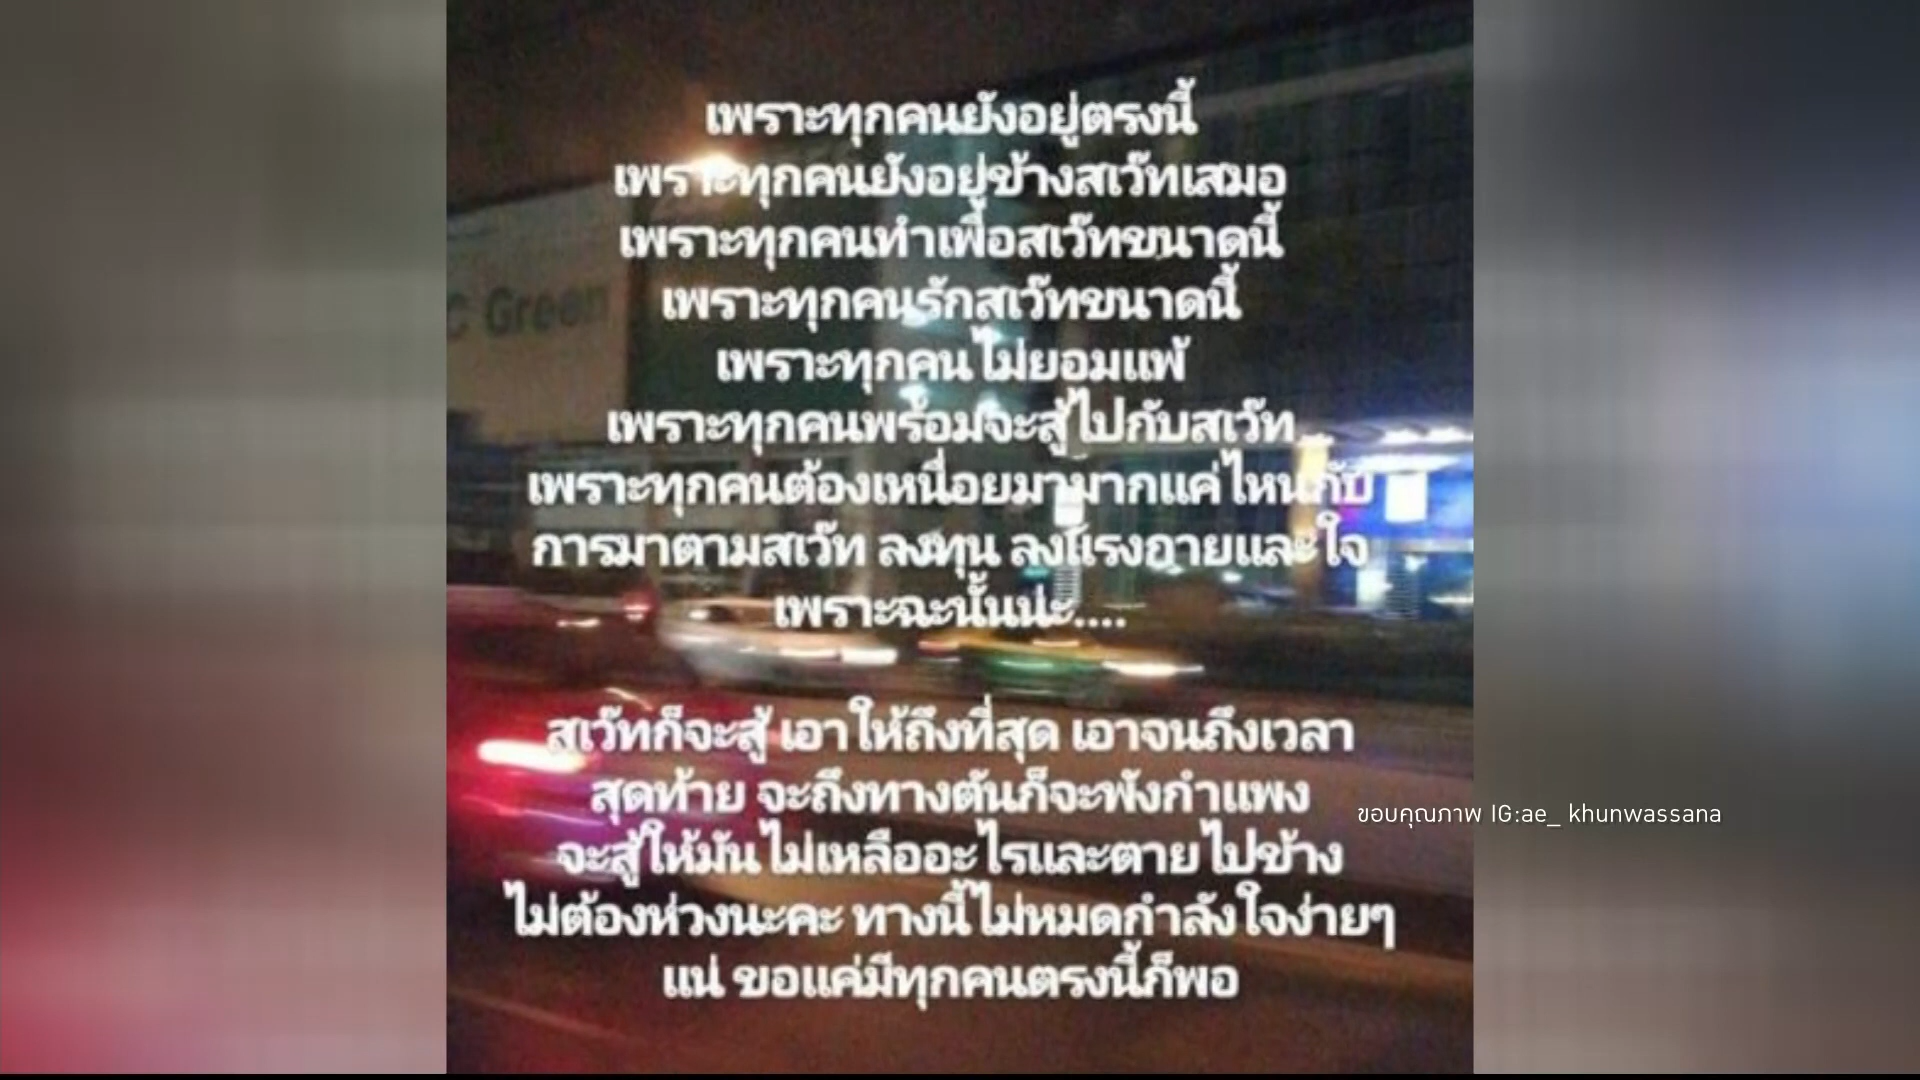 เพราะทุกคนยังอยู่ตรงนี้
เพราะทุกคนยังอยู่ข้างสเว๊ทเสมอ
เพราะทุกคนทำเพื่อสเว๊ทขนาดนี้
C Green
เพราะทุกคนรักสเว๊ทขนาดนี้
เพราะทุกคนไม่ยอมแพ้
เพราะทุกคนพร้อมจะสู้ไปกับสเว๊ท
เพราะทุกคนต้องเหนื่อยมามากแค่ไหนกับ
การมาตามสเว๊ท ลงทุน ลงแรงอายและใจ
เพราะฉะนั้นน่ะ....
สเว๊ทก็จะสู้ เอาให้ถึงที่สุด เอาจนถึงเวลา
สุดท้าย จะถึงทางตันก็จะพังกำแพง
จะสู้ให้มันไม่เหลืออะไรและตายไปข้าง
ไม่ต้องห่วงนะคะ ทางนี้ไม่หมดกำลังใจง่ายๆ
แน่ ขอแค่มีทุกคนตรงนี้ก็พอ
ขอบคุณภาพ IG:ae_ khunwassana